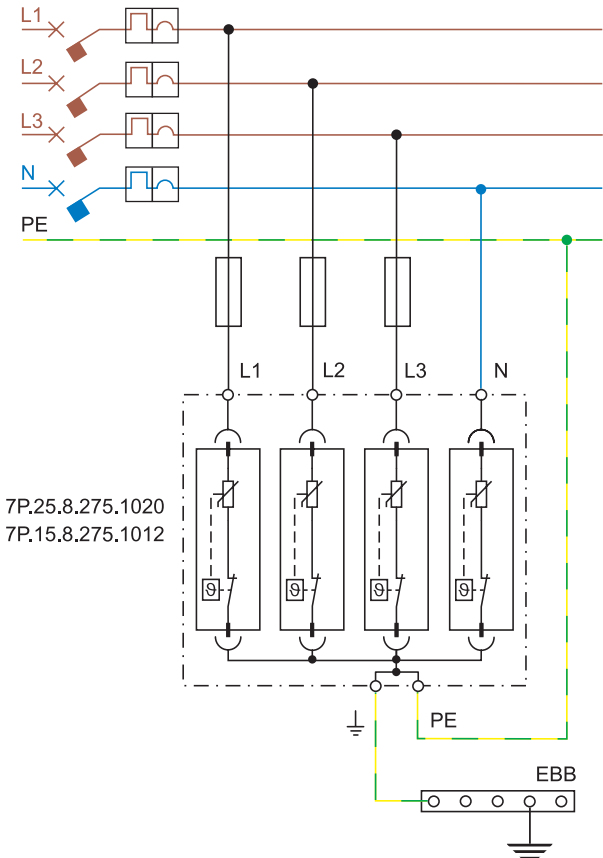 L1
L2
L3
N
PE
L1 L2 L3 N
7P.25.8.275.1020
7P.15.8.275.1012
ϑ ϑ ϑ ϑ
PE
EBB